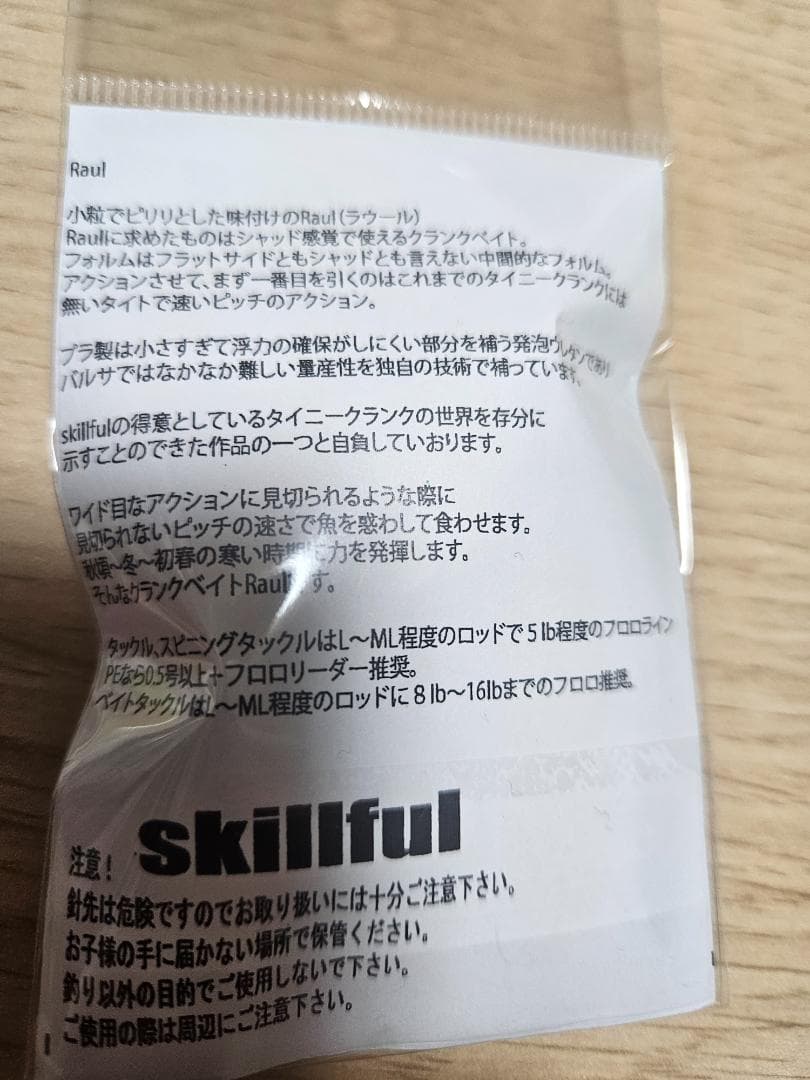 Raul
小粒でピリリとした味付けのRaul(ラウール)
Raulに求めたものはシャッド感覚で使えるクランクベイト。
フォルムはフラットサイドともシャッドとも言えない中間的なフォルム。
アクションさせて、まず一番目を引くのはこれまでのタイニークランクには
無いタイトで速いピッチのアクション。
プラ製は小さすぎて浮力の確保がしにくい部分を補う発泡ウレタンであり
バルサではなかなか難しい量産性を独自の技術で補っています。
skillfulの得意としているタイニークランクの世界を存分に
示すことのできた作品の一つと自負していおります。
ワイド目なアクションに見切られるような際に
見切られないピッチの速さで魚を惑わして食わせます。
秋頃～冬～初春の寒い時期に力を発揮します。
そんなクランクベイトRaulです。
タックル、スピニングタックルはL～ML程度のロッドで5lb程度のフロロライン
PEなら0.5号以上+フロロリーダー推奨。
ベイトタックルはL～ML程度のロッドに8lb～16lbまでのフロロ推奨。
注意! skillful
針先は危険ですのでお取り扱いには十分ご注意下さい。
お子様の手に届かない場所で保管ください。
釣り以外の目的でご使用しないで下さい。
ご使用の際は周辺にご注意下さい。